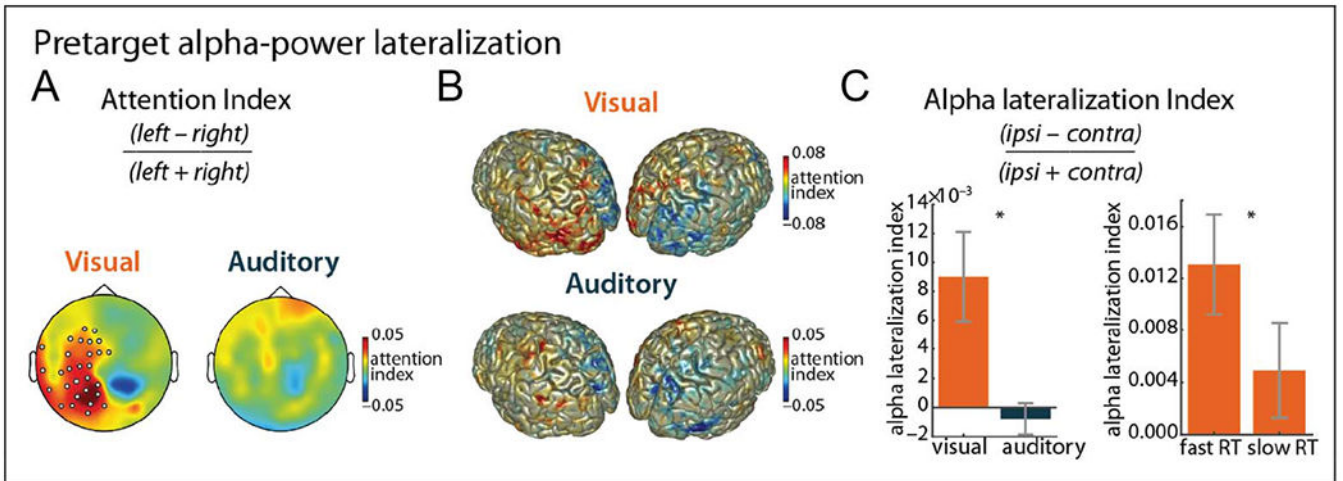 Pretarget alpha-power lateralization
A
Attention Index
(left – right)
(left + right)
Visual
Auditory
0.05
attention
index
−0.05
B
Visual
0.08
attention
index
−0.08
Auditory
0.05
attention
index
−0.05
C
Alpha lateralization Index
(ipsi – contra)
(ipsi + contra)
alpha lateralization index
14×10⁻³
12
10
8
6
4
2
0
−2
*
visual
auditory
alpha lateralization index
0.016
0.012
0.008
0.004
0.000
*
fast RT
slow RT